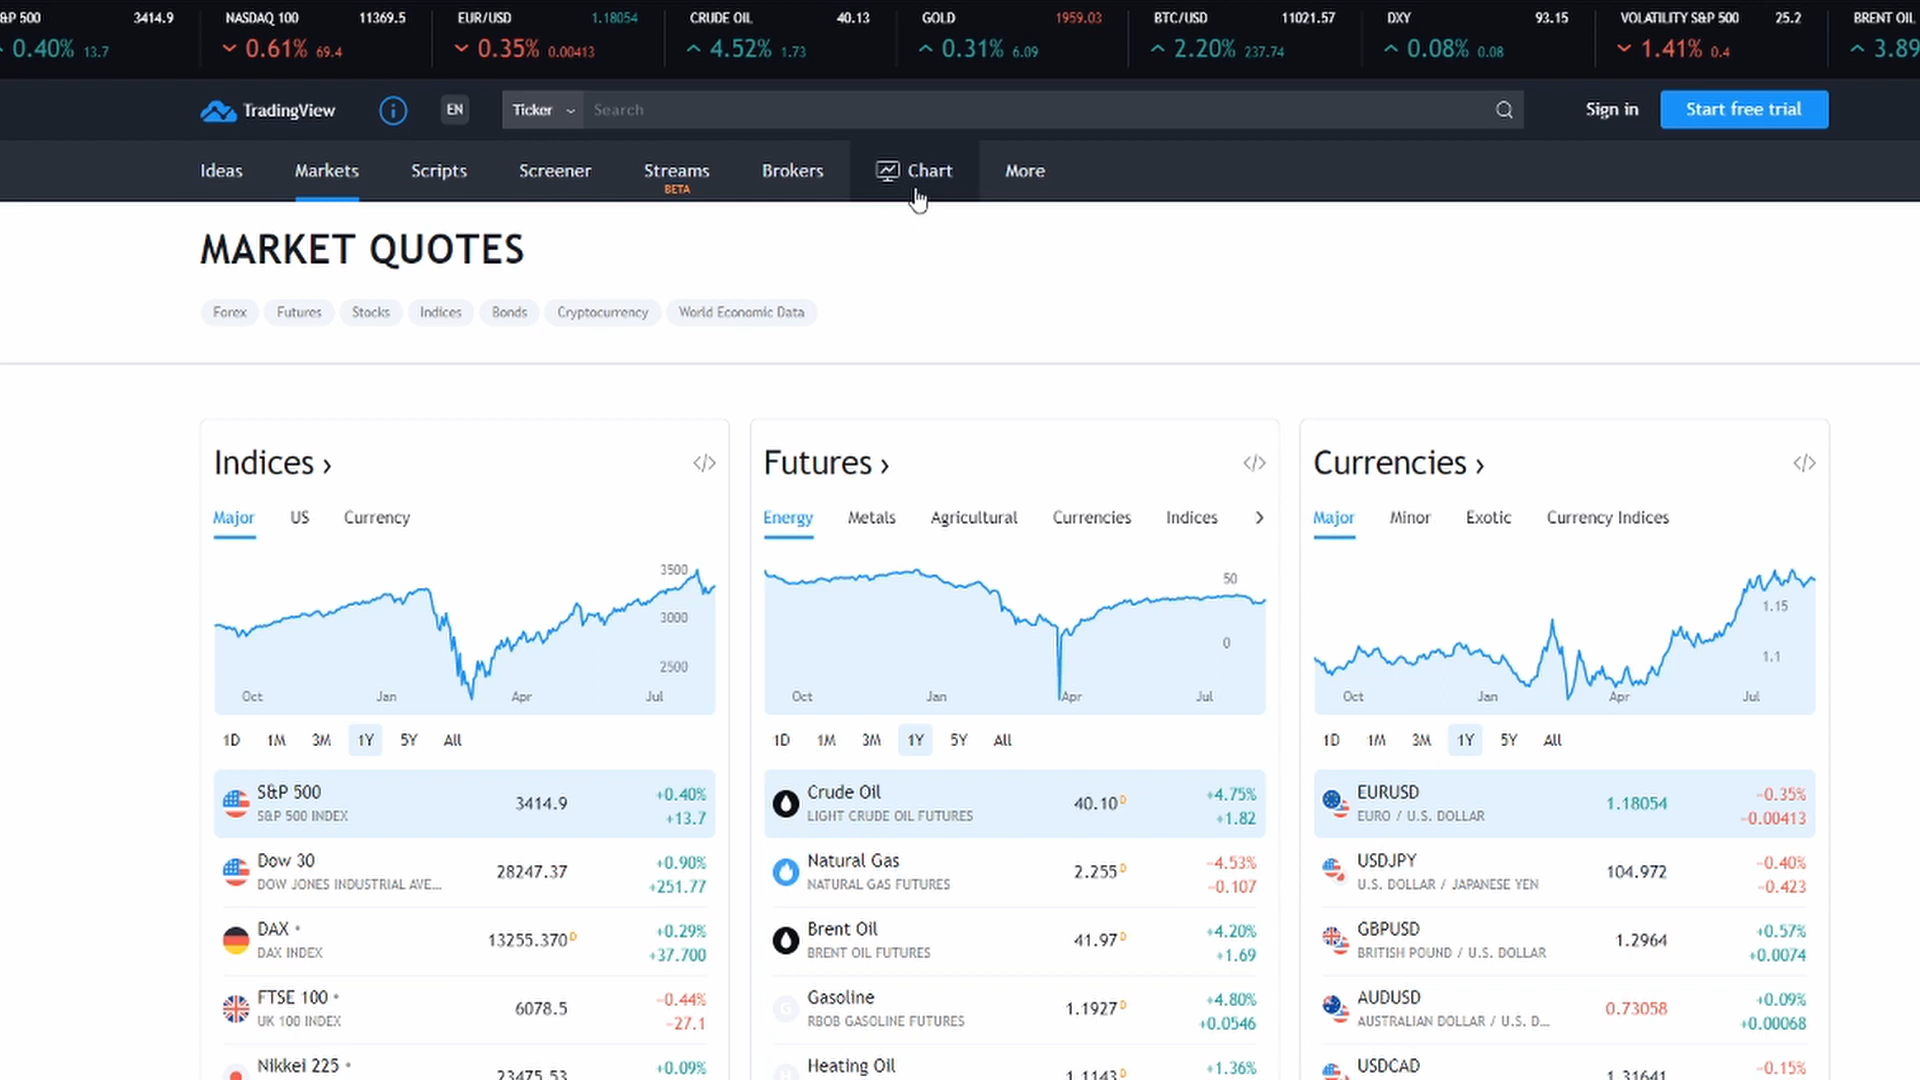 S&P 500 3414.9 NASDAQ 100 11369.5 EUR/USD 1.18054 CRUDE OIL 40.13 GOLD 1959.03 BTC/USD 11021.57 DXY 93.15 VOLATILITY S&P 500 25.2 BRENT OIL
0.40% 13.7 0.61% 69.4 0.35% 0.00413 4.52% 1.73 0.31% 6.09 2.20% 237.74 0.08% 0.08 1.41% 0.4 3.89
TradingView i EN Ticker Search Sign in Start free trial
Ideas Markets Scripts Screener Streams Brokers Chart More
BETA
MARKET QUOTES
Forex Futures Stocks Indices Bonds Cryptocurrency World Economic Data
Indices › </>
Major US Currency
3500
3000
2500
Oct Jan Apr Jul
1D 1M 3M 1Y 5Y All
S&P 500 3414.9 +0.40%
S&P 500 INDEX +13.7
Dow 30 28247.37 +0.90%
DOW JONES INDUSTRIAL AVE... +251.77
DAX 13255.370 D +0.29%
DAX INDEX +37.700
FTSE 100 6078.5 −0.44%
UK 100 INDEX −27.1
Nikkei 225 23475.53 +0.09%
Futures › </>
Energy Metals Agricultural Currencies Indices
50
0
Oct Jan Apr Jul
1D 1M 3M 1Y 5Y All
Crude Oil 40.10 D +4.75%
LIGHT CRUDE OIL FUTURES +1.82
Natural Gas 2.255 D −4.53%
NATURAL GAS FUTURES −0.107
Brent Oil 41.97 D +4.20%
BRENT OIL FUTURES +1.69
G Gasoline 1.1927 D +4.80%
RBOB GASOLINE FUTURES +0.0546
H Heating Oil 1.1143 D +1.36%
Currencies › </>
Major Minor Exotic Currency Indices
1.15
1.1
Oct Jan Apr Jul
1D 1M 3M 1Y 5Y All
EURUSD 1.18054 −0.35%
EURO / U.S. DOLLAR −0.00413
USDJPY 104.972 −0.40%
U.S. DOLLAR / JAPANESE YEN −0.423
GBPUSD 1.2964 +0.57%
BRITISH POUND / U.S. DOLLAR +0.0074
AUDUSD 0.73058 +0.09%
AUSTRALIAN DOLLAR / U.S. D... +0.00068
USDCAD 1.31641 −0.15%